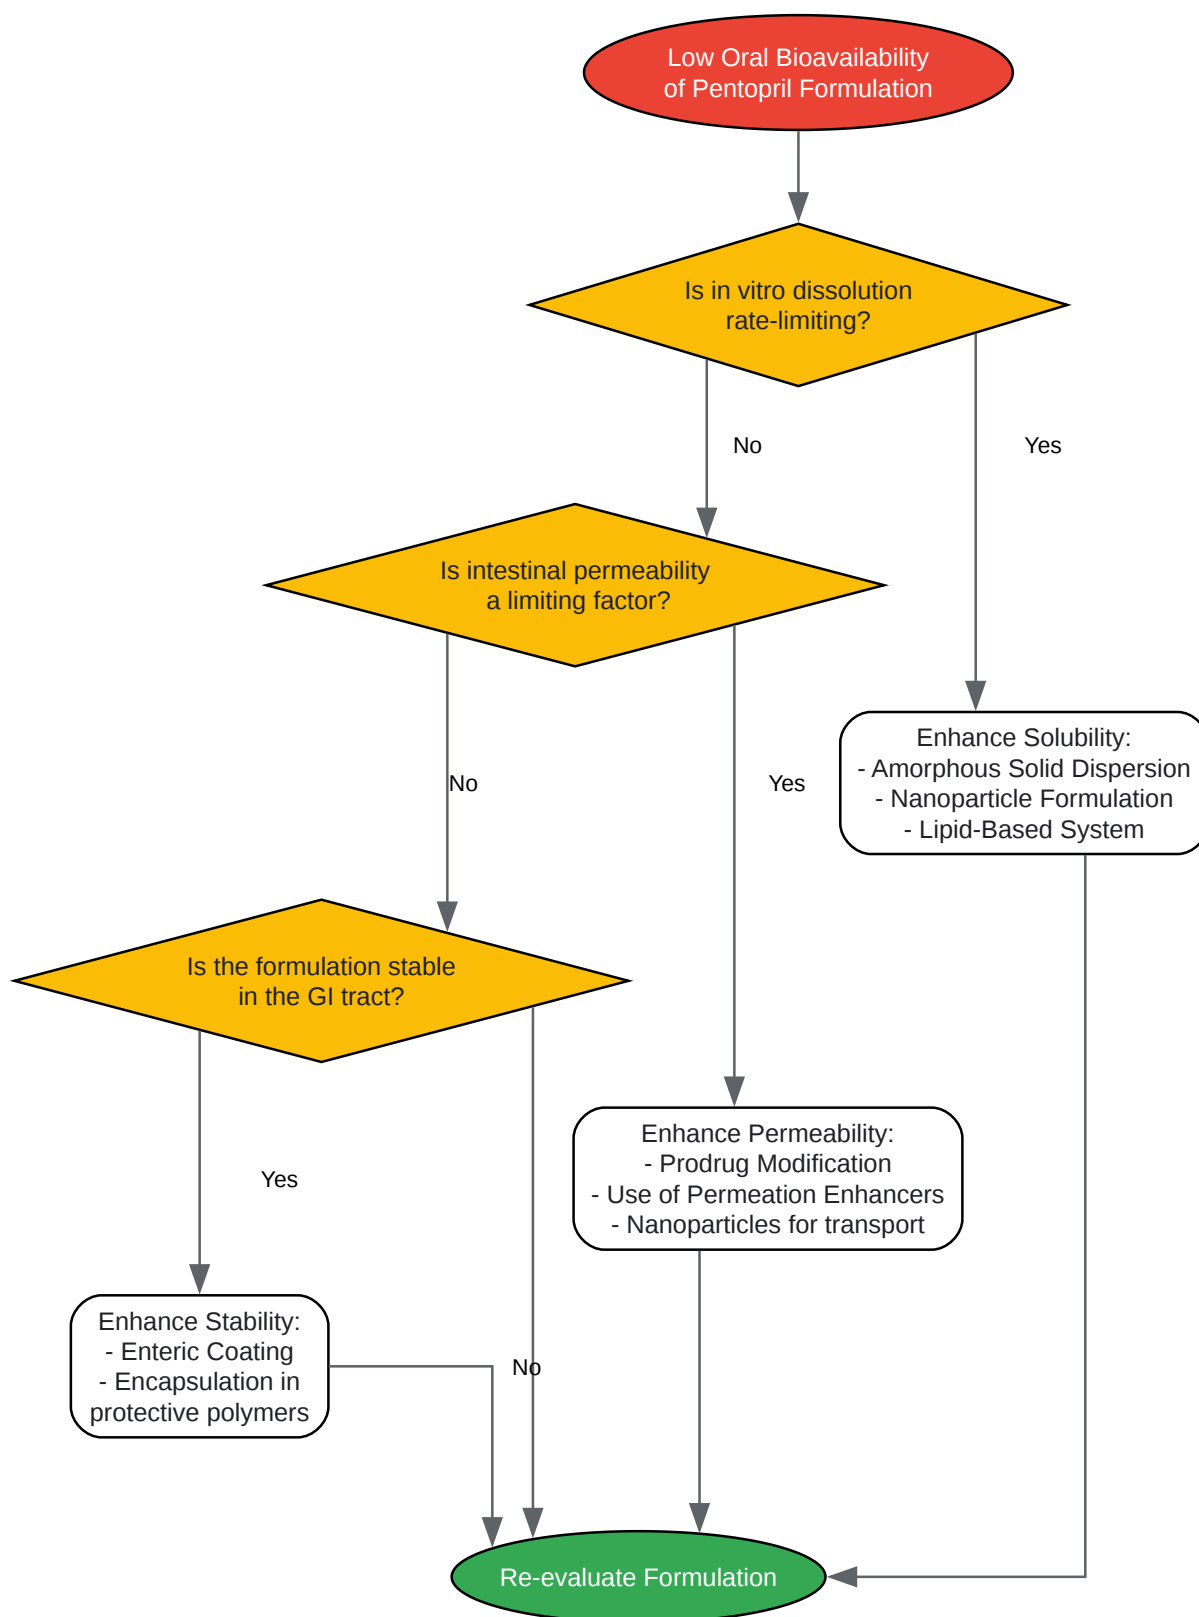 Low Oral Bioavailability
of Pentopril Formulation
Is in vitro dissolution
rate-limiting?
No
Yes
Is intestinal permeability
a limiting factor?
Enhance Solubility:
- Amorphous Solid Dispersion
- Nanoparticle Formulation
- Lipid-Based System
No
Yes
Is the formulation stable
in the GI tract?
Enhance Permeability:
- Prodrug Modification
- Use of Permeation Enhancers
- Nanoparticles for transport
Yes
Enhance Stability:
- Enteric Coating
- Encapsulation in
protective polymers
No
Re-evaluate Formulation